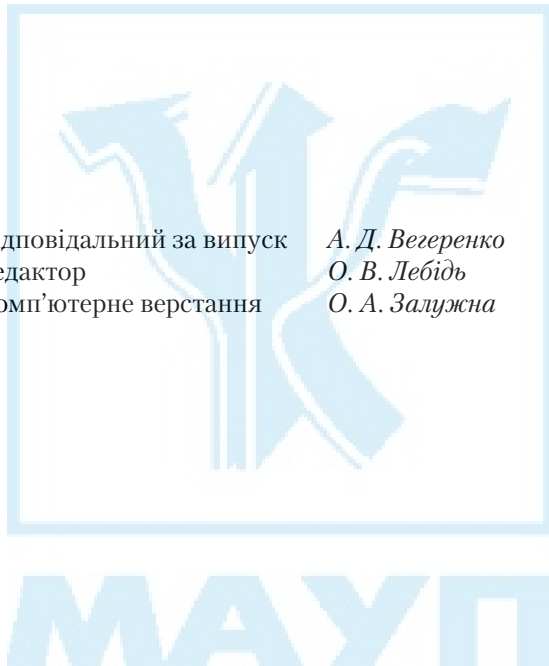 дповідальний за випуск А. Д. Вегеренко
едактор О. В. Лебідь
омп'ютерне верстання О. А. Залужна
МАУП